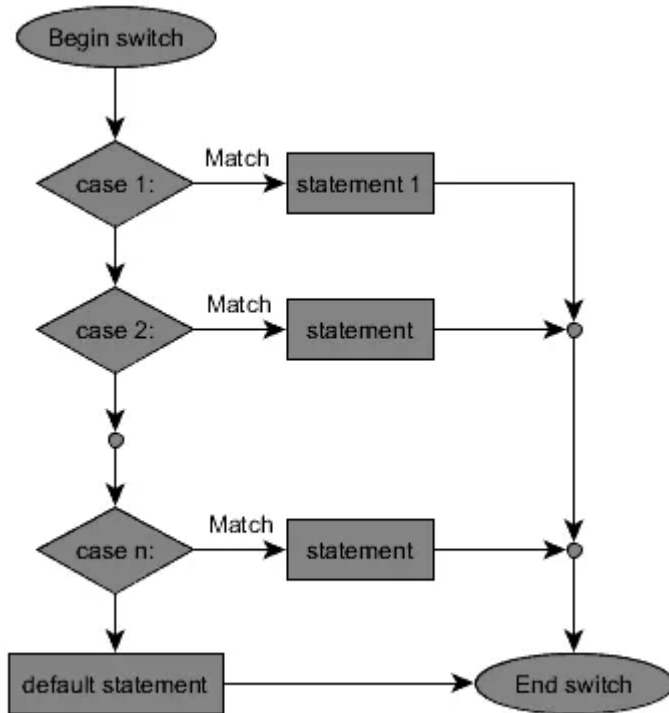 Begin switch
Match
case 1:
statement 1
Match
case 2:
statement
Match
case n:
statement
default statement
End switch